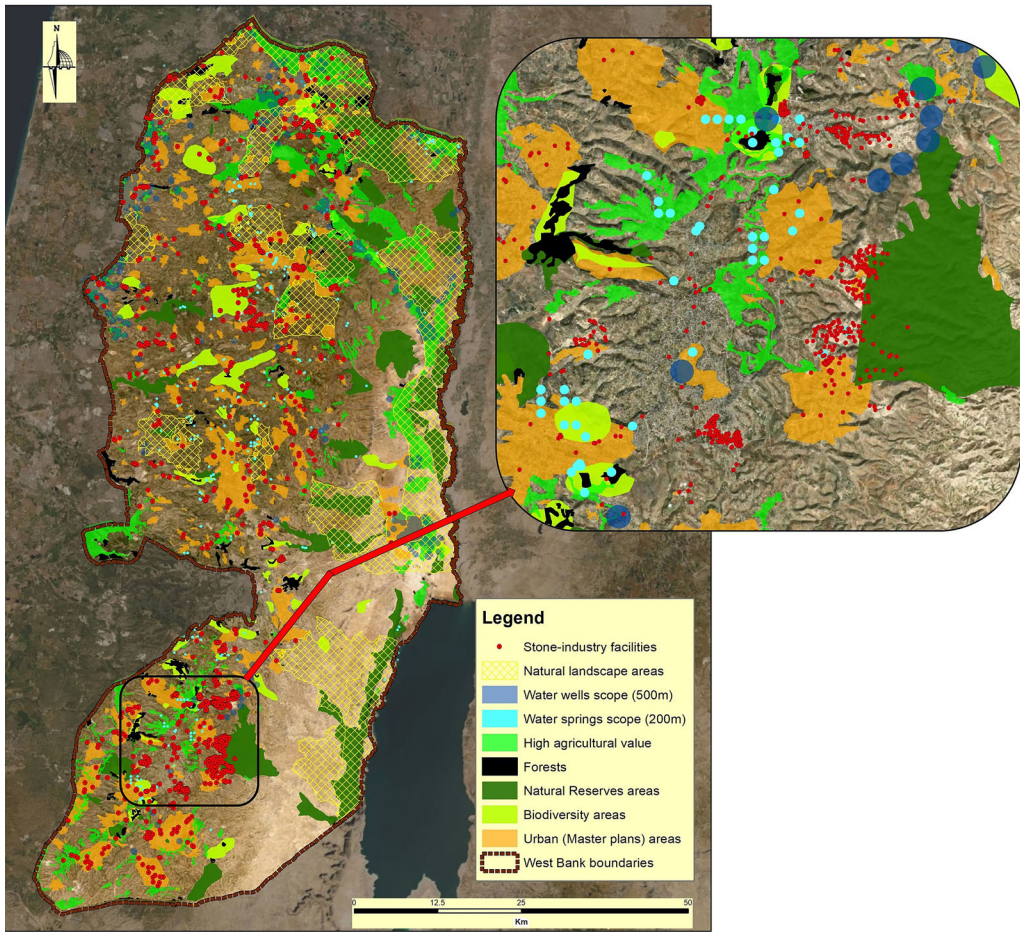 N
Legend
Stone-industry facilities
Natural landscape areas
Water wells scope (500m)
Water springs scope (200m)
High agricultural value
Forests
Natural Reserves areas
Biodiversity areas
Urban (Master plans) areas
West Bank boundaries
0 12.5 25 50
Km